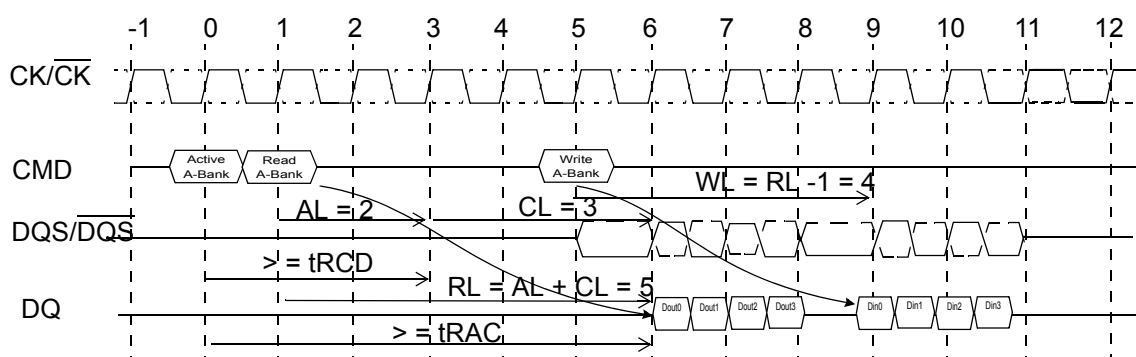 -1 0 1 2 3 4 5 6 7 8 9 10 11 12
CK/CK
CMD
Active A-Bank
Read A-Bank
Write A-Bank
WL = RL -1 = 4
AL = 2
CL = 3
DQS/DQS
> = tRCD
RL = AL + CL = 5
DQ
Dout0 Dout1 Dout2 Dout3
Din0 Din1 Din2 Din3
> = tRAC